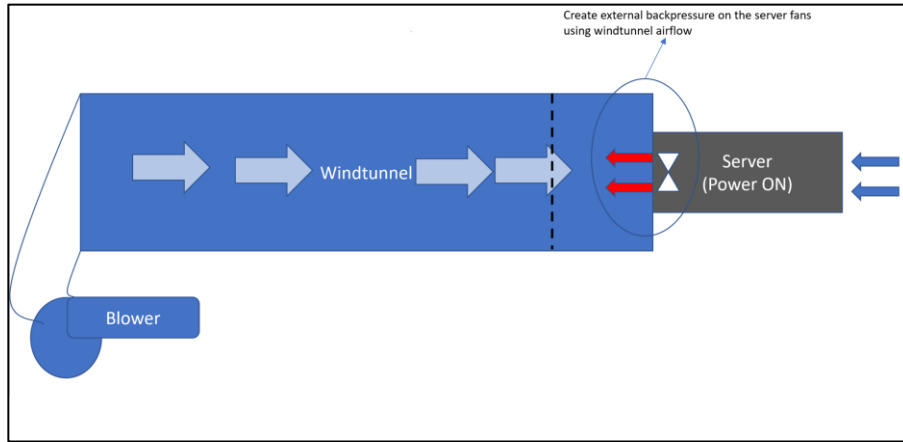 Create external backpressure on the server fans
using windtunnel airflow
Windtunnel
Server
(Power ON)
Blower